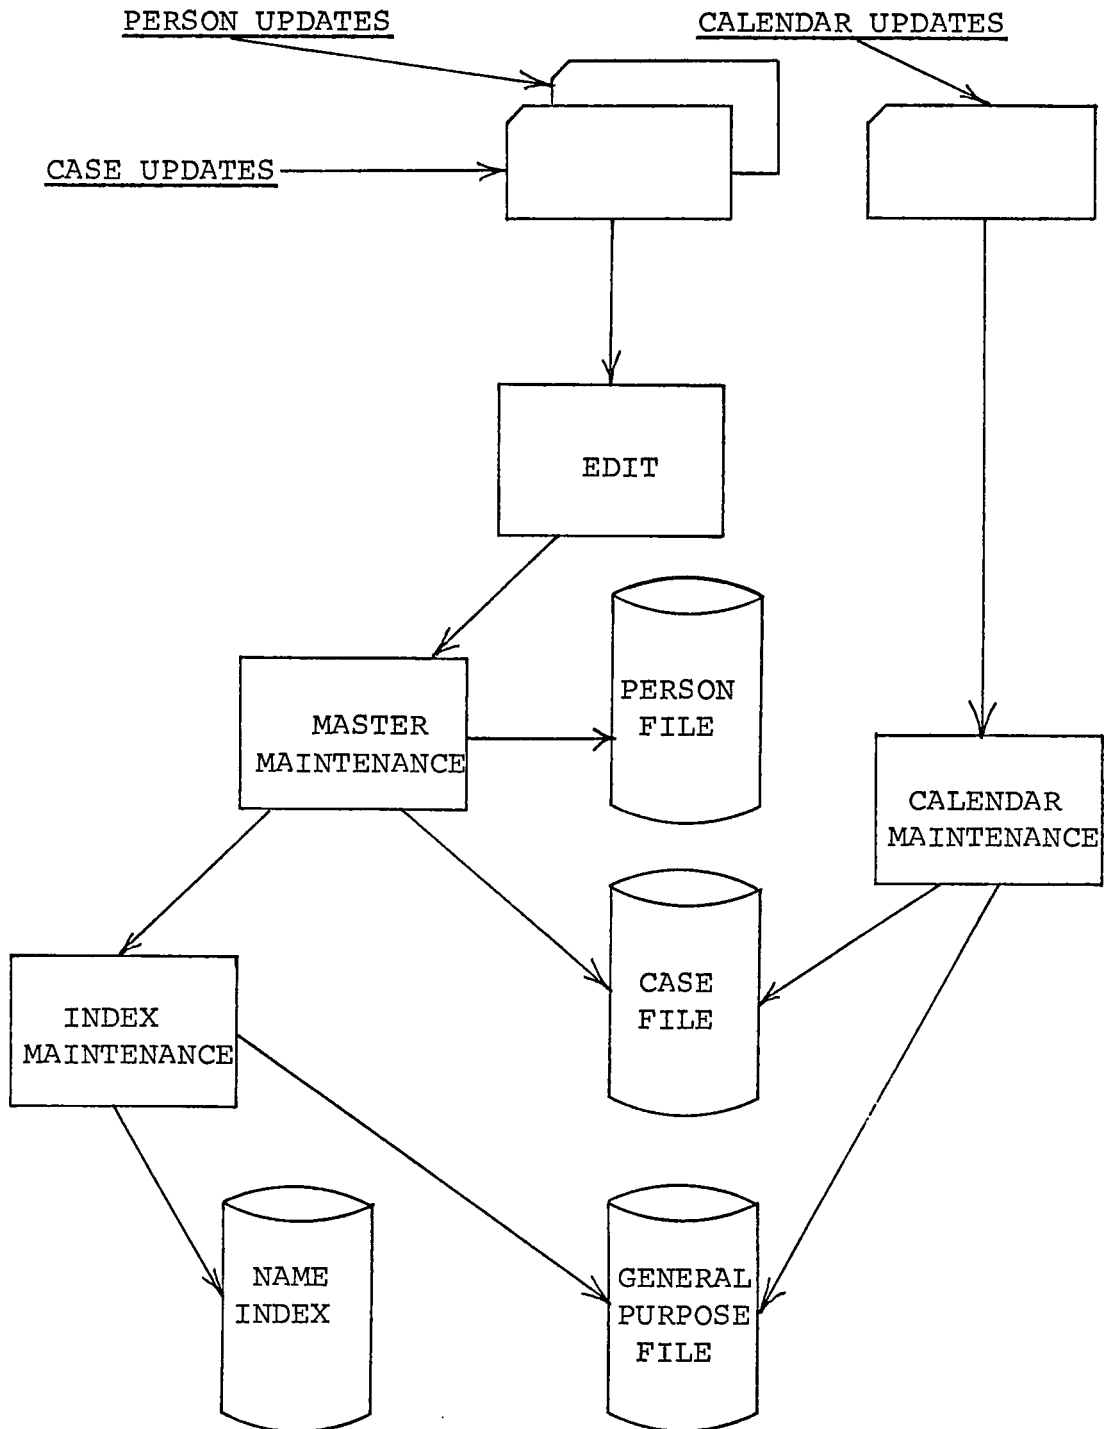 PERSON UPDATES
CALENDAR UPDATES
CASE UPDATES
EDIT
PERSON
FILE
MASTER
MAINTENANCE
CALENDAR
MAINTENANCE
CASE
FILE
INDEX
MAINTENANCE
NAME
INDEX
GENERAL
PURPOSE
FILE